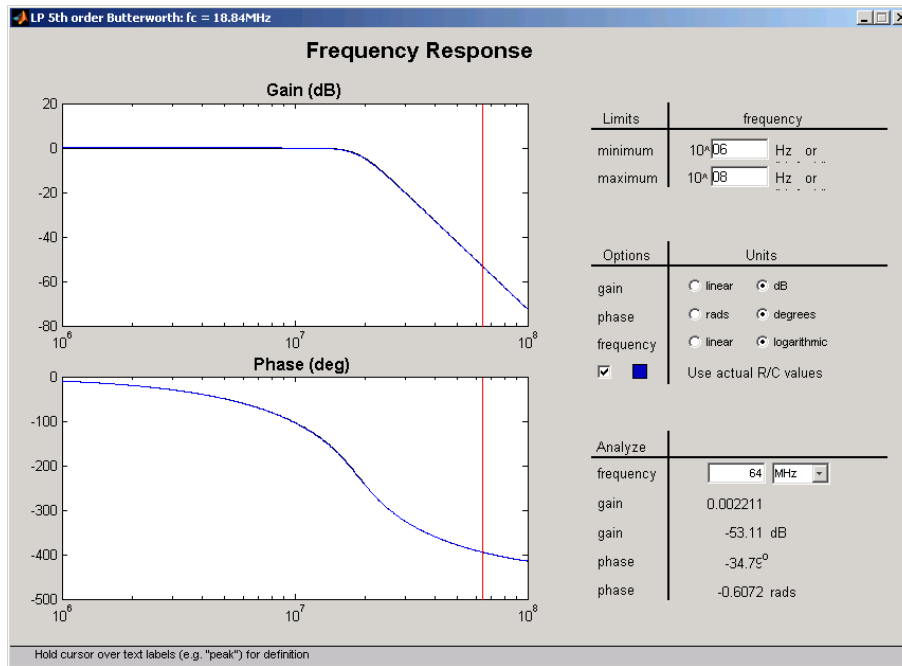 LP 5th order Butterworth: fc = 18.84MHz
Frequency Response
Gain (dB)
20
0
-20
-40
-60
-80
10^6
10^7
10^8
Phase (deg)
0
-100
-200
-300
-400
-500
10^6
10^7
10^8
Limits frequency
minimum 10^ 06 Hz or
maximum 10^ 08 Hz or
Options Units
gain linear dB
phase rads degrees
frequency linear logarithmic
Use actual R/C values
Analyze
frequency 64 MHz
gain 0.002211
gain -53.11 dB
phase -34.79°
phase -0.6072 rads
Hold cursor over text labels (e.g. "peak") for definition